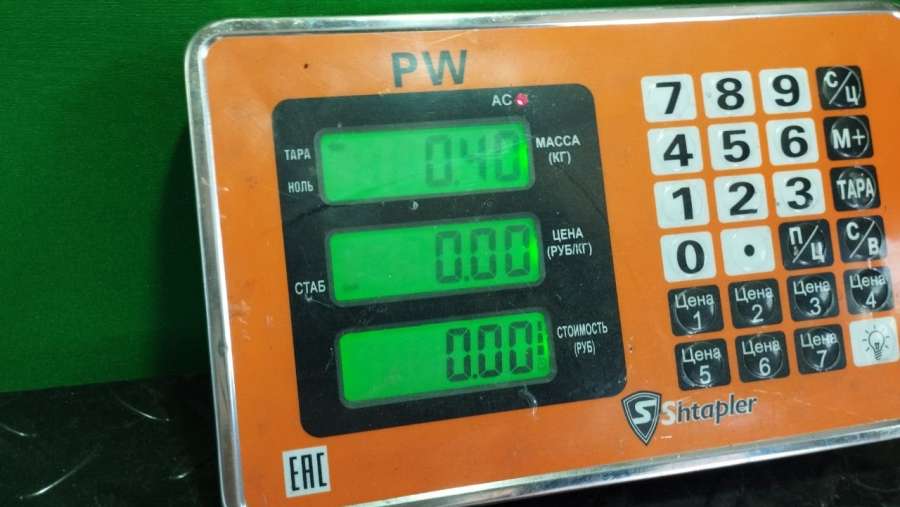 PW
AC
ТАРА
НОЛЬ
0.40
МАССА
(КГ)
СТАБ
0.00
ЦЕНА
(РУБ/КГ)
0.00
СТОИМОСТЬ
(РУБ)
7 8 9 С/Ц
4 5 6 М+
1 2 3 ТАРА
0 . П/Ц С/В
Цена 1 Цена 2 Цена 3 Цена 4
Цена 5 Цена 6 Цена 7
S Shtapler
EAC